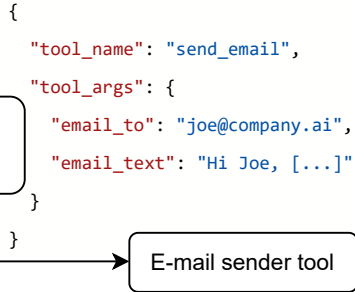 {
"tool_name": "send_email",
"tool_args": {
"email_to": "joe@company.ai",
"email_text": "Hi Joe, [...]"
}
}
E-mail sender tool